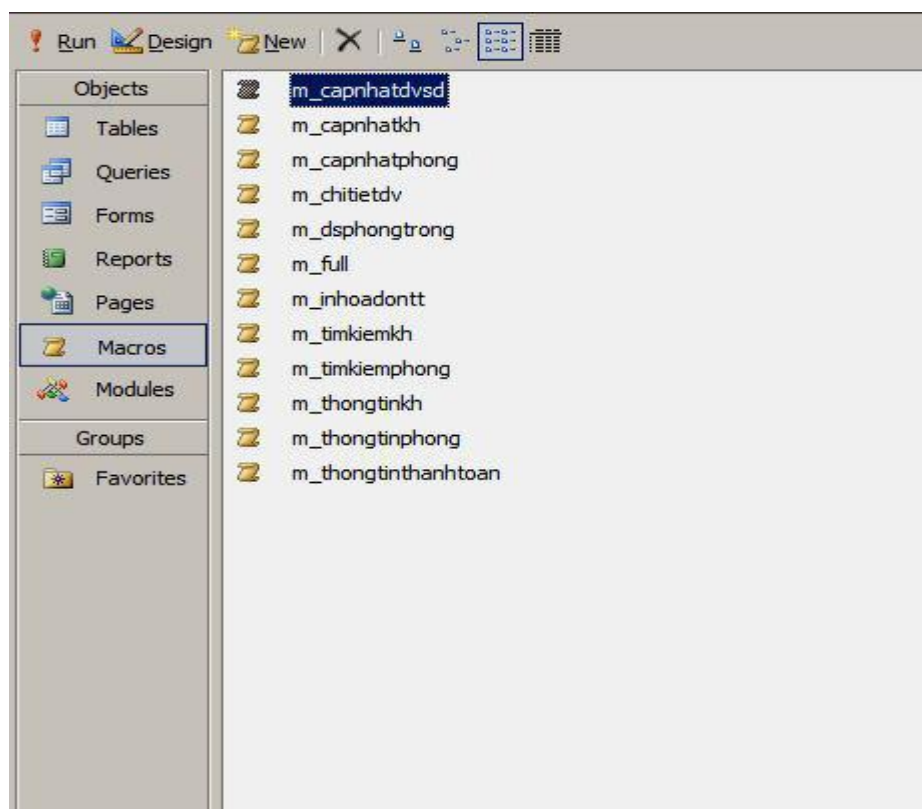 Run Design New
Objects
Tables
Queries
Forms
Reports
Pages
Macros
Modules
Groups
Favorites
m_capnhatdvsd
m_capnhatkh
m_capnhatphong
m_chitietdv
m_dsphongtrong
m_full
m_inhoadontt
m_timkiemkh
m_timkiemphong
m_thongtinkh
m_thongtinphong
m_thongtinthanhtoan